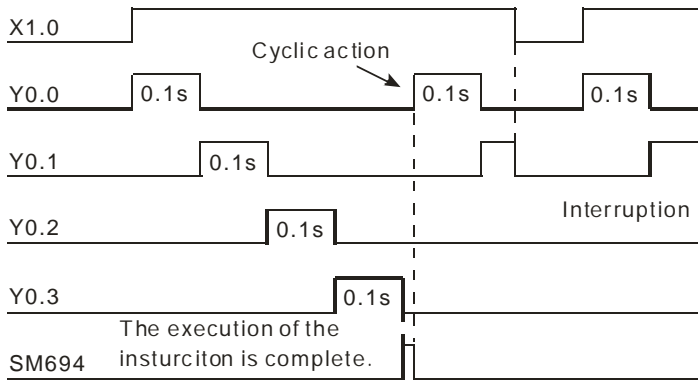 X1.0
Cyclic action
Y0.0
0.1s
0.1s
0.1s
Y0.1
0.1s
Interruption
Y0.2
0.1s
Y0.3
0.1s
The execution of the
insturciton is complete.
SM694